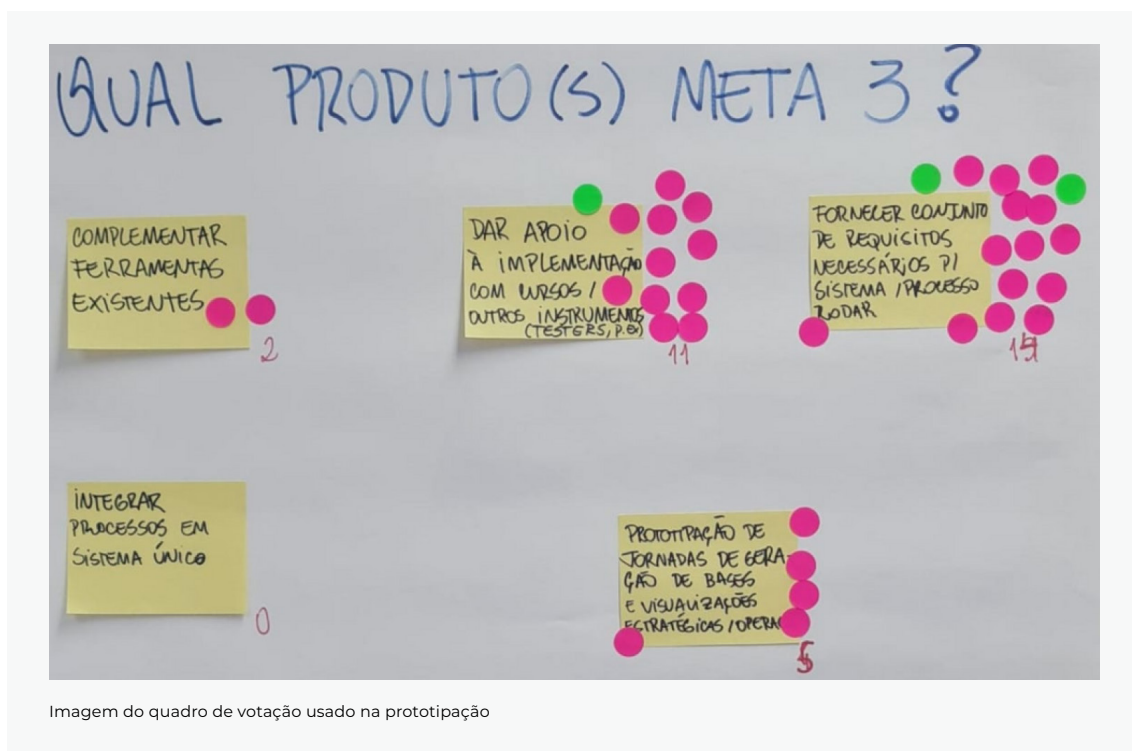 QUAL PRODUTO(S) META 3?
COMPLEMENTAR
FERRAMENTAS
EXISTENTES
2
DAR APOIO
À IMPLEMENTAÇÃO
COM CURSOS /
OUTROS INSTRUMENTOS
(TESTERS, P. EX)
11
FORNECER CONJUNTO
DE REQUISITOS
NECESSÁRIOS P/
SISTEMA / PROCESSO
RODAR
INTEGRAR
PROCESSOS EM
SISTEMA ÚNICO
0
PROTOTIPAÇÃO DE
JORNADAS DE GERA-
ÇÃO DE BASES
E VISUALIZAÇÕES
ESTRATÉGICAS / OPERA
5
Imagem do quadro de votação usado na prototipação